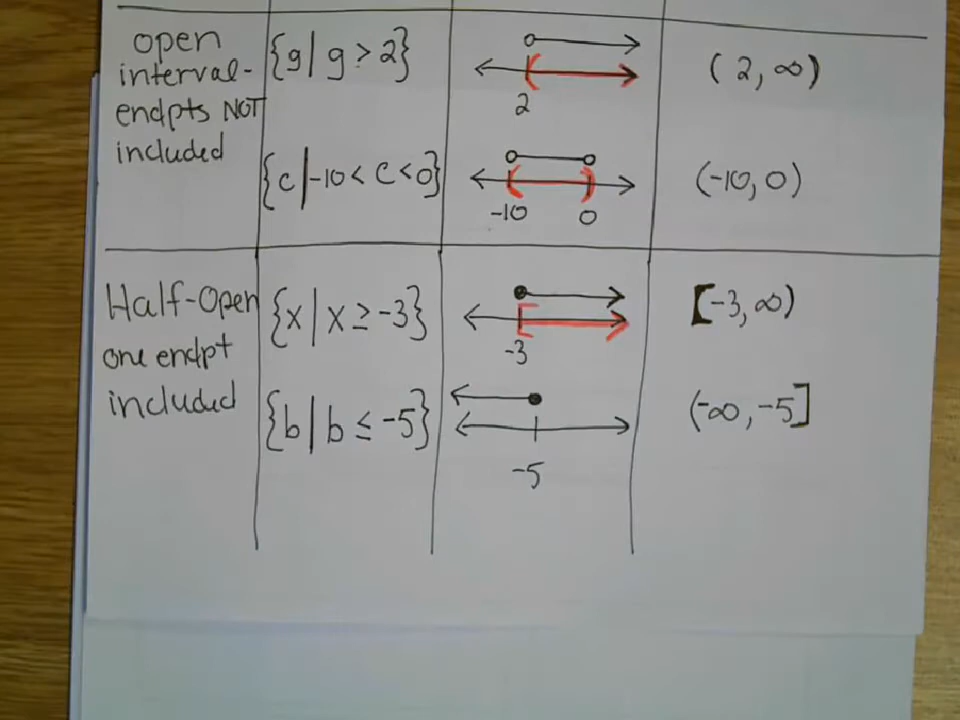 open
interval-
endpts NOT
included
{g | g > 2}
2
(2, ∞)
{c | -10 < c < 0}
-10 0
(-10, 0)
Half-Open
one endpt
included
{x | x ≥ -3}
-3
[-3, ∞)
{b | b ≤ -5}
-5
(-∞, -5]